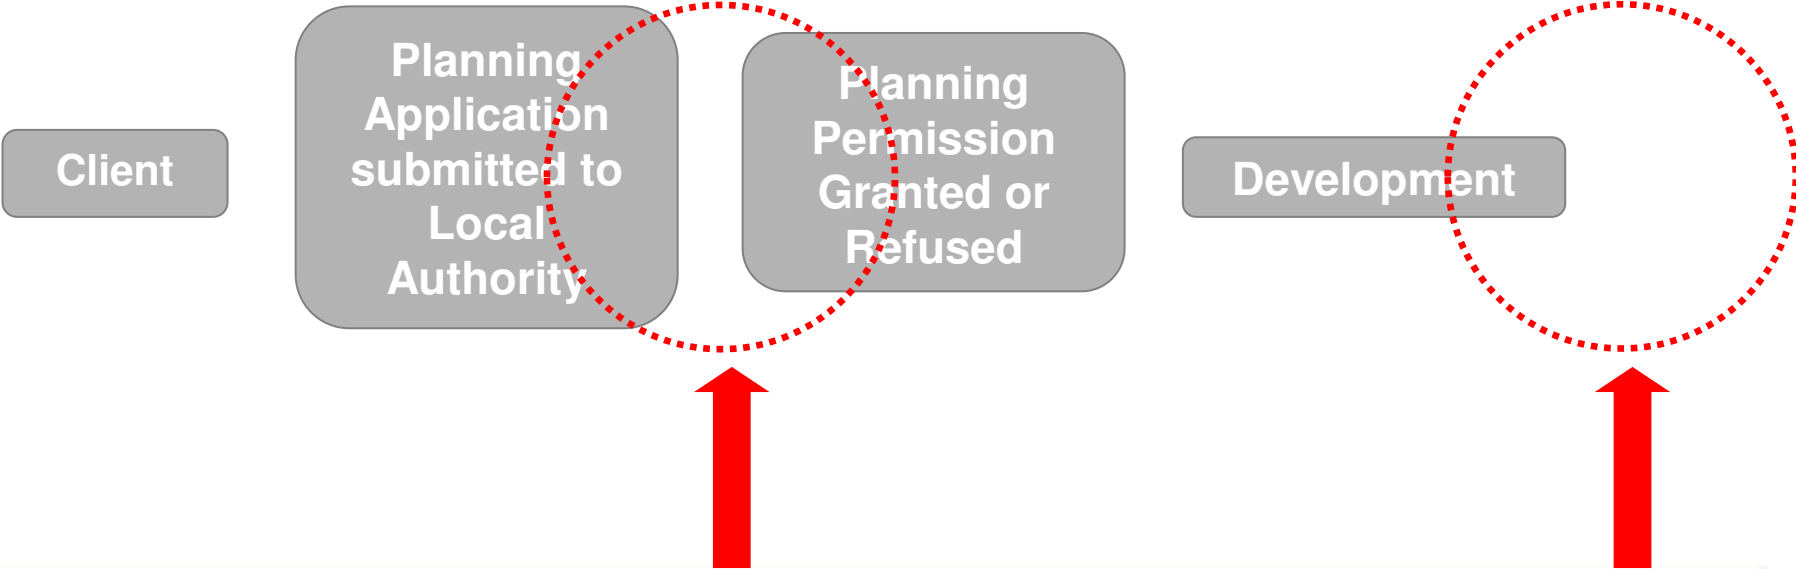 Client
Planning
Application
submitted to
Local
Authority
Planning
Permission
Granted or
Refused
Development